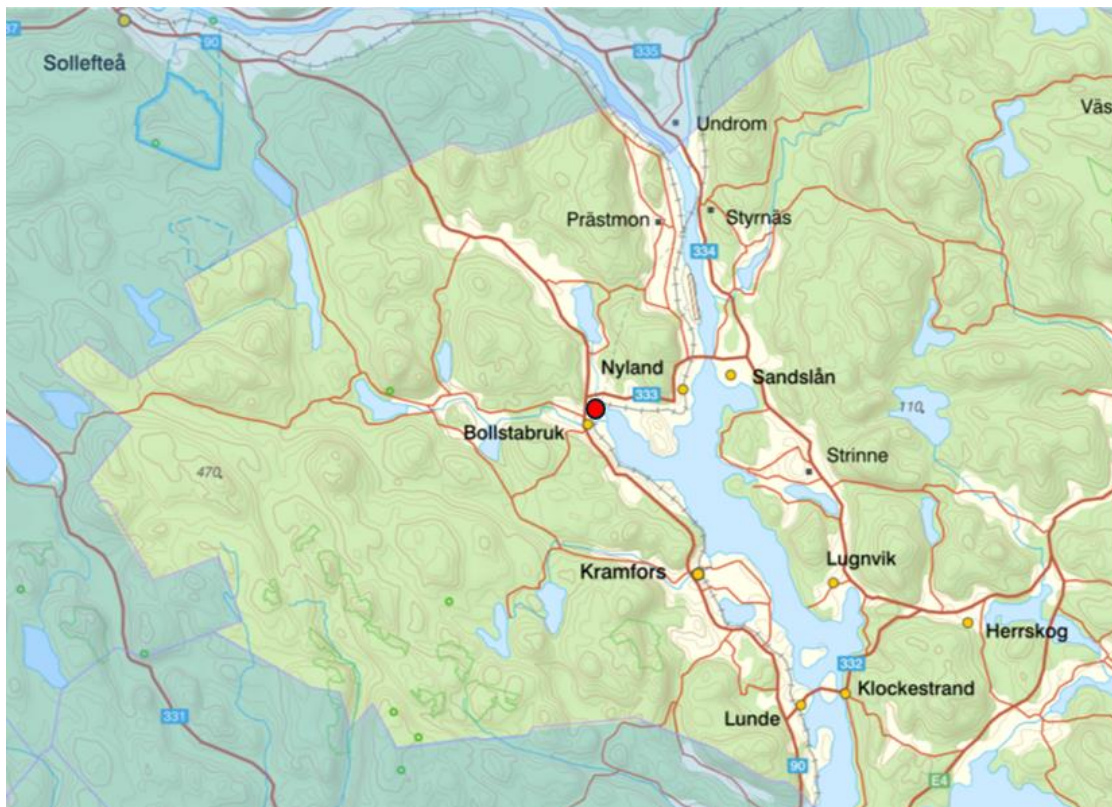 90
335
Sollefteå
Undrom
Väs
Prästmon
Styrnäs
334
Nyland
Sandslån
333
110
Bollstabruk
Strinne
470
Kramfors
Lugnvik
Herrskog
332
Klockestrand
331
Lunde
90
E4